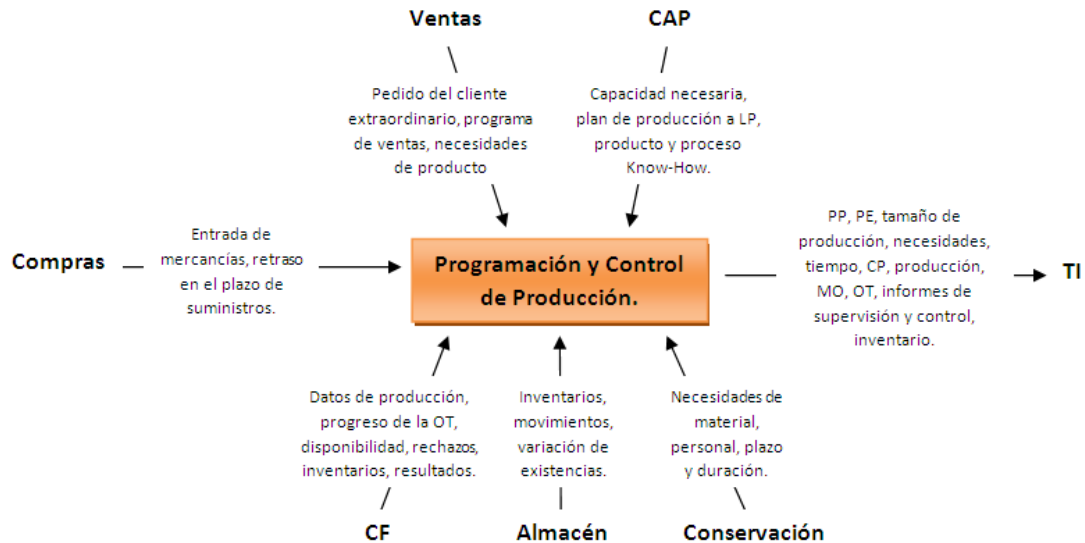 Ventas
CAP
Pedido del cliente
extraordinario, programa
de ventas, necesidades
de producto
Capacidad necesaria,
plan de producción a LP,
producto y proceso
Know-How.
Compras
Entrada de
mercancías, retraso
en el plazo de
suministros.
Programación y Control
de Producción.
PP, PE, tamaño de
producción, necesidades,
tiempo, CP, producción,
MO, OT, informes de
supervisión y control,
inventario.
TI
Datos de producción,
progreso de la OT,
disponibilidad, rechazos,
inventarios, resultados.
Inventarios,
movimientos,
variación de
existencias.
Necesidades de
material,
personal, plazo
y duración.
CF
Almacén
Conservación